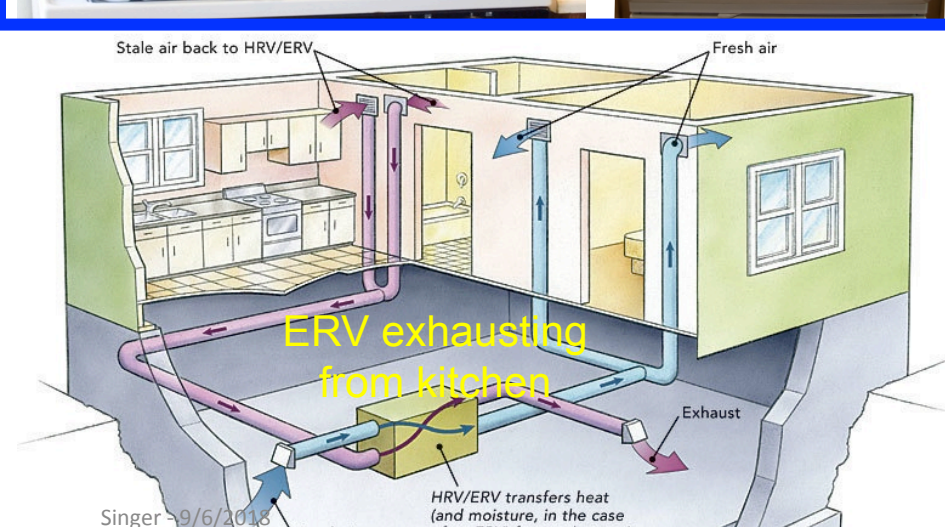 Stale air back to HRV/ERV
Fresh air
ERV exhausting
from kitchen
Exhaust
HRV/ERV transfers heat
(and moisture, in the case
Singer - 9/6/2018